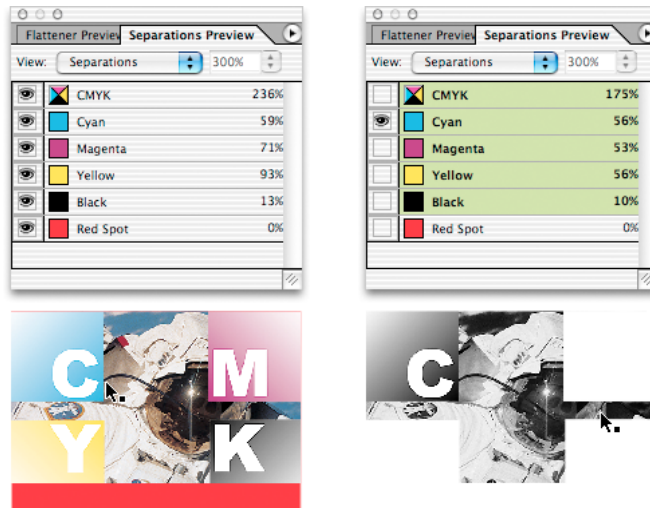 Flattener Preview Separations Preview
View: Separations 300%
CMYK 236%
Cyan 59%
Magenta 71%
Yellow 93%
Black 13%
Red Spot 0%
C M
Y K
Flattener Preview Separations Preview
View: Separations 300%
CMYK 175%
Cyan 56%
Magenta 53%
Yellow 56%
Black 10%
Red Spot 0%
C